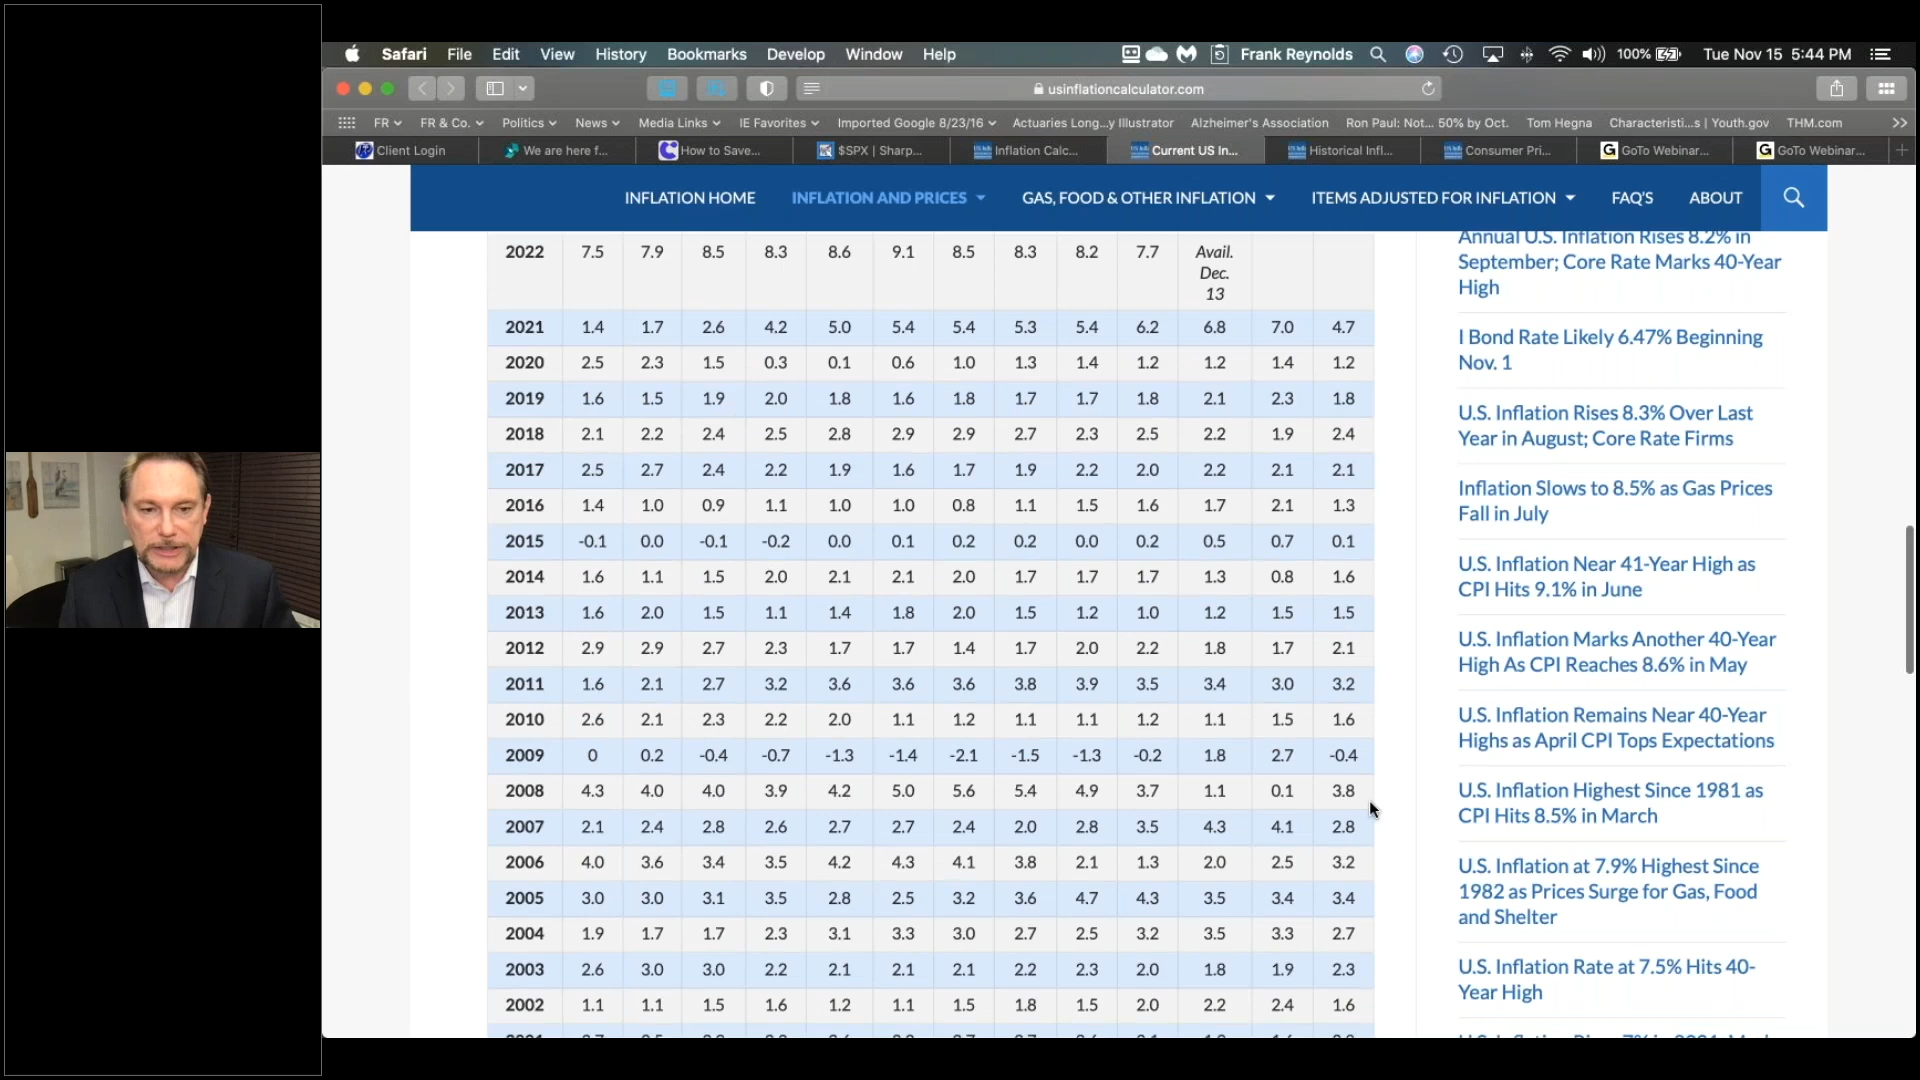 Safari File Edit View History Bookmarks Develop Window Help Frank Reynolds 100% Tue Nov 15 5:44 PM
usinflationcalculator.com
FR FR & Co. Politics News Media Links IE Favorites Imported Google 8/23/16 Actuaries Long...y Illustrator Alzheimer's Association Ron Paul: Not... 50% by Oct. Tom Hegna Characteristi...s | Youth.gov THM.com
Client Login We are here f... How to Save... $SPX | Sharp... Inflation Calc... Current US In... Historical Infl... Consumer Pri... GoTo Webinar... GoTo Webinar...
INFLATION HOME INFLATION AND PRICES GAS, FOOD & OTHER INFLATION ITEMS ADJUSTED FOR INFLATION FAQ'S ABOUT
2022 7.5 7.9 8.5 8.3 8.6 9.1 8.5 8.3 8.2 7.7 Avail.
Dec.
13
2021 1.4 1.7 2.6 4.2 5.0 5.4 5.4 5.3 5.4 6.2 6.8 7.0 4.7
2020 2.5 2.3 1.5 0.3 0.1 0.6 1.0 1.3 1.4 1.2 1.2 1.4 1.2
2019 1.6 1.5 1.9 2.0 1.8 1.6 1.8 1.7 1.7 1.8 2.1 2.3 1.8
2018 2.1 2.2 2.4 2.5 2.8 2.9 2.9 2.7 2.3 2.5 2.2 1.9 2.4
2017 2.5 2.7 2.4 2.2 1.9 1.6 1.7 1.9 2.2 2.0 2.2 2.1 2.1
2016 1.4 1.0 0.9 1.1 1.0 1.0 0.8 1.1 1.5 1.6 1.7 2.1 1.3
2015 -0.1 0.0 -0.1 -0.2 0.0 0.1 0.2 0.2 0.0 0.2 0.5 0.7 0.1
2014 1.6 1.1 1.5 2.0 2.1 2.1 2.0 1.7 1.7 1.7 1.3 0.8 1.6
2013 1.6 2.0 1.5 1.1 1.4 1.8 2.0 1.5 1.2 1.0 1.2 1.5 1.5
2012 2.9 2.9 2.7 2.3 1.7 1.7 1.4 1.7 2.0 2.2 1.8 1.7 2.1
2011 1.6 2.1 2.7 3.2 3.6 3.6 3.6 3.8 3.9 3.5 3.4 3.0 3.2
2010 2.6 2.1 2.3 2.2 2.0 1.1 1.2 1.1 1.1 1.2 1.1 1.5 1.6
2009 0 0.2 -0.4 -0.7 -1.3 -1.4 -2.1 -1.5 -1.3 -0.2 1.8 2.7 -0.4
2008 4.3 4.0 4.0 3.9 4.2 5.0 5.6 5.4 4.9 3.7 1.1 0.1 3.8
2007 2.1 2.4 2.8 2.6 2.7 2.7 2.4 2.0 2.8 3.5 4.3 4.1 2.8
2006 4.0 3.6 3.4 3.5 4.2 4.3 4.1 3.8 2.1 1.3 2.0 2.5 3.2
2005 3.0 3.0 3.1 3.5 2.8 2.5 3.2 3.6 4.7 4.3 3.5 3.4 3.4
2004 1.9 1.7 1.7 2.3 3.1 3.3 3.0 2.7 2.5 3.2 3.5 3.3 2.7
2003 2.6 3.0 3.0 2.2 2.1 2.1 2.1 2.2 2.3 2.0 1.8 1.9 2.3
2002 1.1 1.1 1.5 1.6 1.2 1.1 1.5 1.8 1.5 2.0 2.2 2.4 1.6
Annual U.S. Inflation Rises 8.2% in
September; Core Rate Marks 40-Year
High
I Bond Rate Likely 6.47% Beginning
Nov. 1
U.S. Inflation Rises 8.3% Over Last
Year in August; Core Rate Firms
Inflation Slows to 8.5% as Gas Prices
Fall in July
U.S. Inflation Near 41-Year High as
CPI Hits 9.1% in June
U.S. Inflation Marks Another 40-Year
High As CPI Reaches 8.6% in May
U.S. Inflation Remains Near 40-Year
Highs as April CPI Tops Expectations
U.S. Inflation Highest Since 1981 as
CPI Hits 8.5% in March
U.S. Inflation at 7.9% Highest Since
1982 as Prices Surge for Gas, Food
and Shelter
U.S. Inflation Rate at 7.5% Hits 40-
Year High